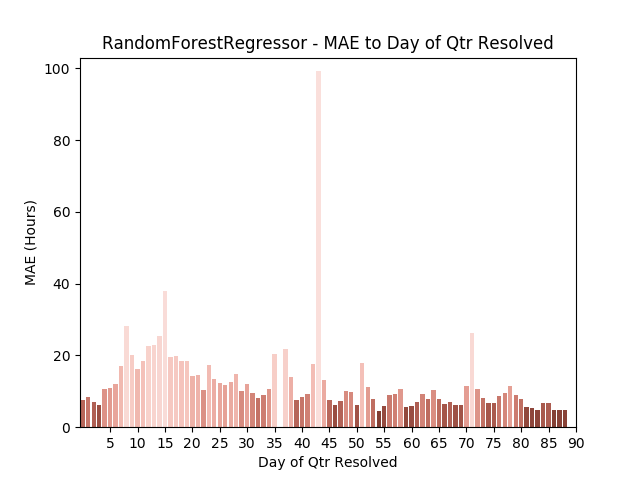 RandomForestRegressor - MAE to Day of Qtr Resolved
100
80
60
40
20
0
MAE (Hours)
5 10 15 20 25 30 35 40 45 50 55 60 65 70 75 80 85 90
Day of Qtr Resolved